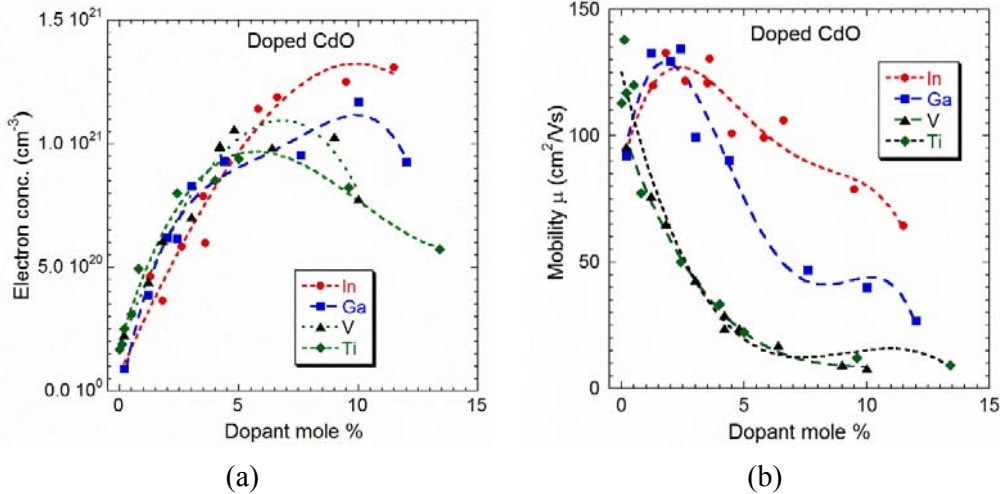 Doped CdO
Electron conc. (cm⁻³)
1.5 10²¹
1.0 10²¹
5.0 10²⁰
0.0 10⁰
In
Ga
V
Ti
0 5 10 15
Dopant mole %
(a)
Doped CdO
Mobility μ (cm²/Vs)
150
100
50
0
In
Ga
V
Ti
0 5 10 15
Dopant mole %
(b)